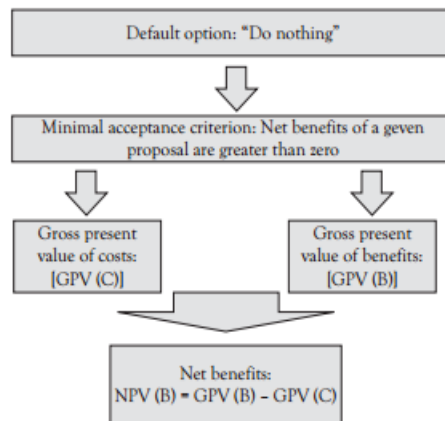 Default option: “Do nothing”
Minimal acceptance criterion: Net benefits of a geven
proposal are greater than zero
Gross present
value of costs:
[GPV (C)]
Gross present
value of benefits:
[GPV (B)]
Net benefits:
NPV (B) = GPV (B) – GPV (C)